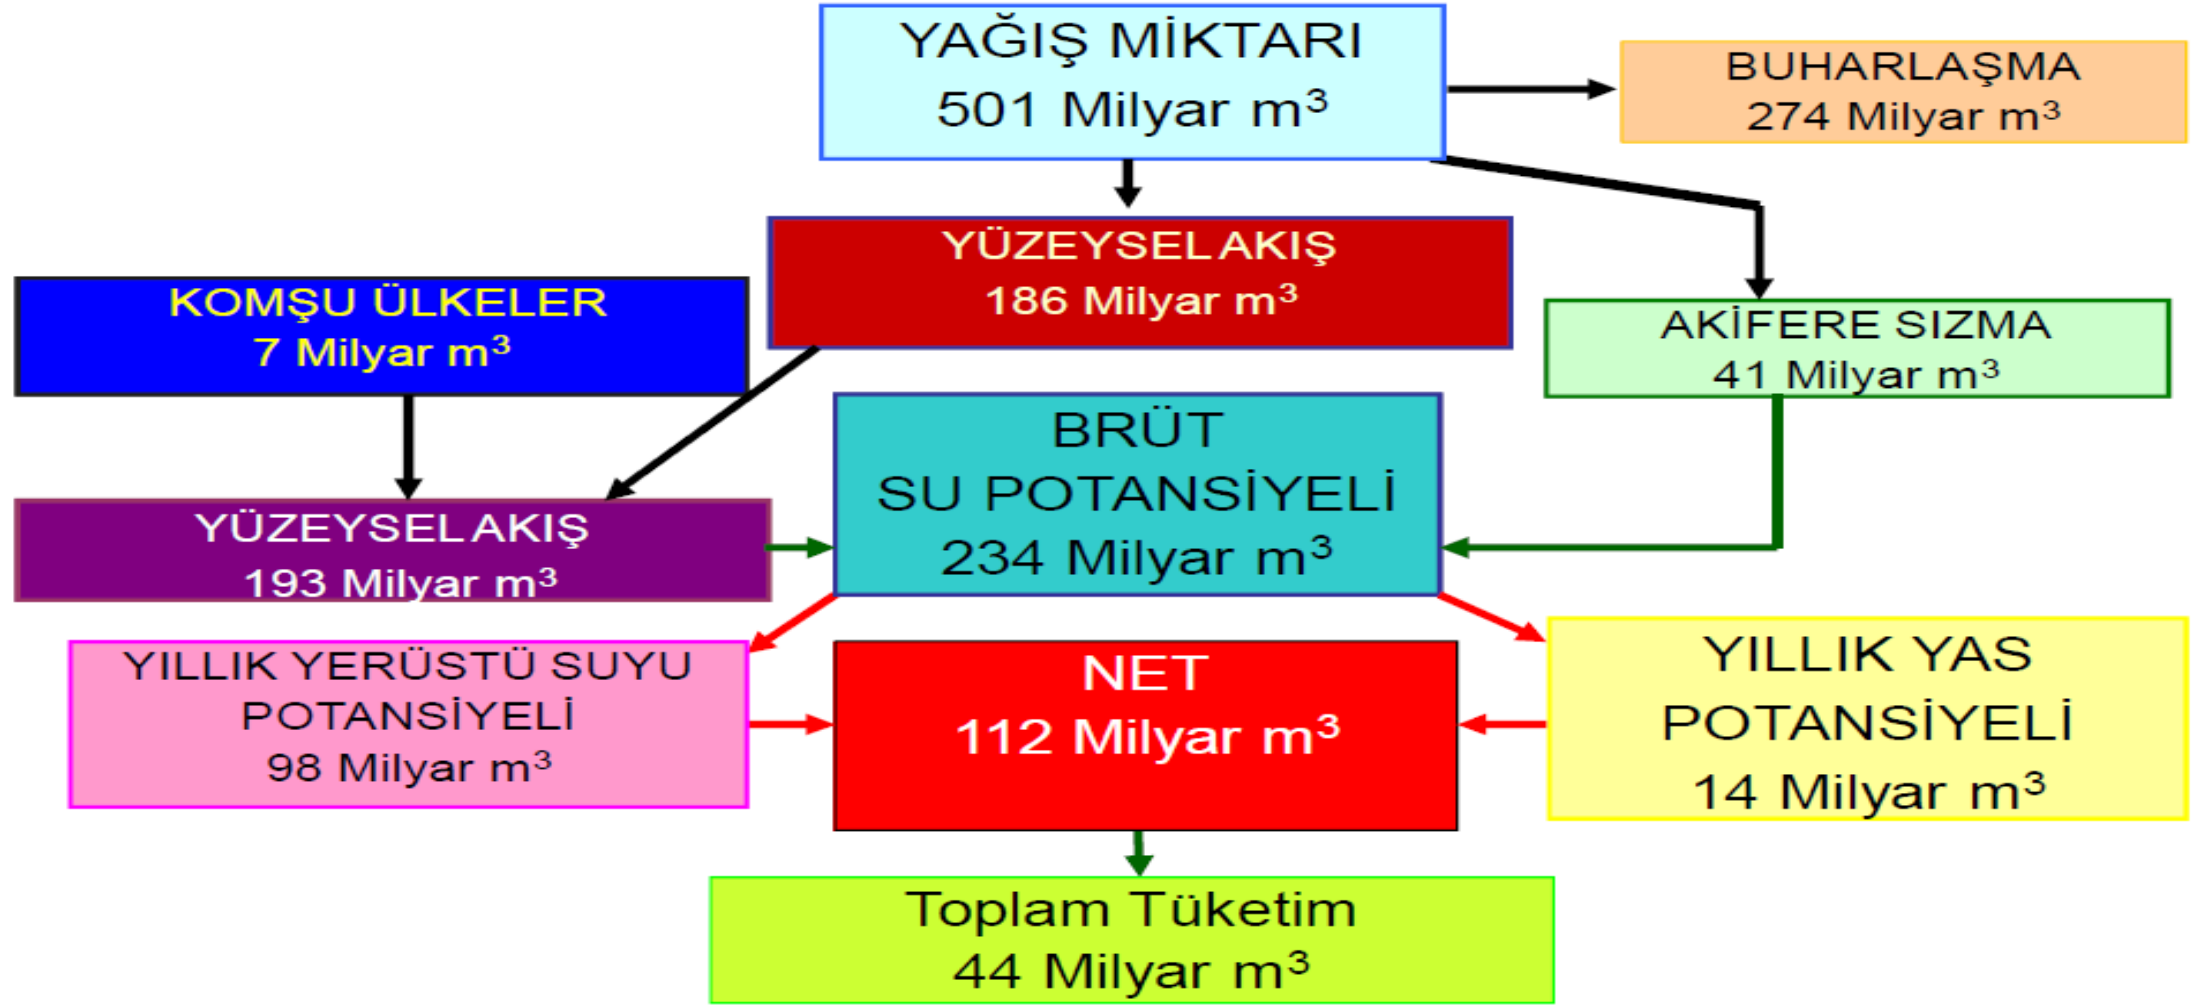 YAĞIŞ MİKTARI
501 Milyar m³
BUHARLAŞMA
274 Milyar m³
YÜZEYSEL AKIŞ
186 Milyar m³
KOMŞU ÜLKELER
7 Milyar m³
AKİFERE SIZMA
41 Milyar m³
BRÜT
SU POTANSİYELİ
234 Milyar m³
YÜZEYSEL AKIŞ
193 Milyar m³
YILLIK YERÜSTÜ SUYU
POTANSİYELİ
98 Milyar m³
NET
112 Milyar m³
YILLIK YAS
POTANSİYELİ
14 Milyar m³
Toplam Tüketim
44 Milyar m³